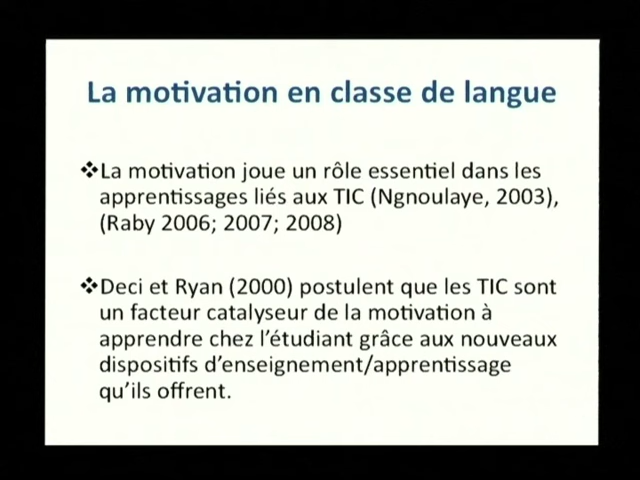 La motivation en classe de langue
❖La motivation joue un rôle essentiel dans les
apprentissages liés aux TIC (Ngnoulaye, 2003),
(Raby 2006; 2007; 2008)
❖Deci et Ryan (2000) postulent que les TIC sont
un facteur catalyseur de la motivation à
apprendre chez l’étudiant grâce aux nouveaux
dispositifs d’enseignement/apprentissage
qu’ils offrent.